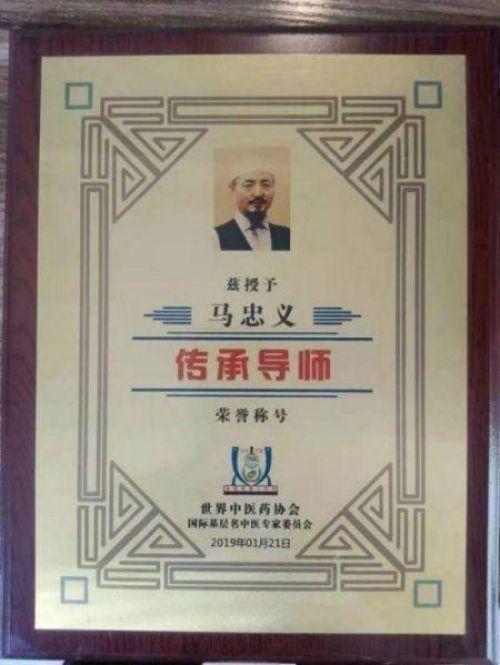 兹授予
马忠义
传承导师
荣誉称号
世界中医药协会
国际基层名中医专家委员会
2019年01月21日